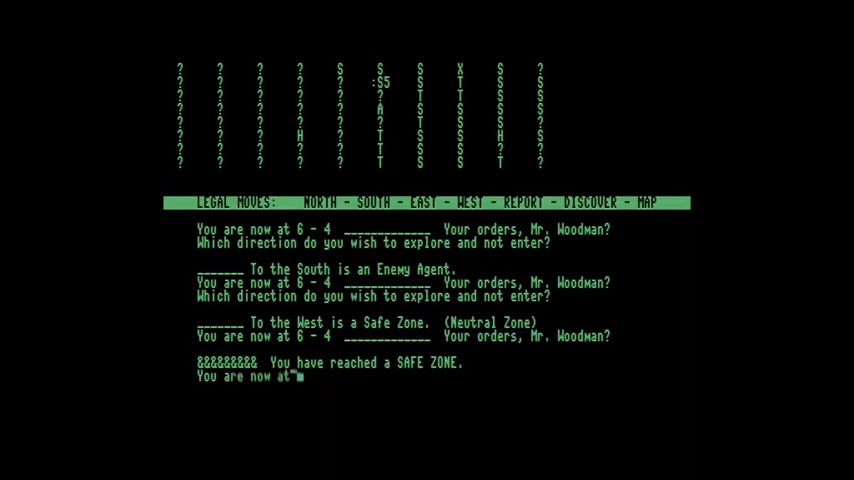 ? ? ? ? S S S X S ?
? ? ? ? ? :S5 S T S S
? ? ? ? ? ? T T S S
? ? ? ? ? A S S S S
? ? ? ? ? ? T S S ?
? ? ? H ? T S S H S
? ? ? ? ? T S S ? ?
? ? ? ? ? T S S T ?
LEGAL MOVES: NORTH - SOUTH - EAST - WEST - REPORT - DISCOVER - MAP
You are now at 6 - 4 _____________ Your orders, Mr. Woodman?
Which direction do you wish to explore and not enter?
_______ To the South is an Enemy Agent.
You are now at 6 - 4 _____________ Your orders, Mr. Woodman?
Which direction do you wish to explore and not enter?
_______ To the West is a Safe Zone. (Neutral Zone)
You are now at 6 - 4 _____________ Your orders, Mr. Woodman?
&&&&&&&&& You have reached a SAFE ZONE.
You are now at